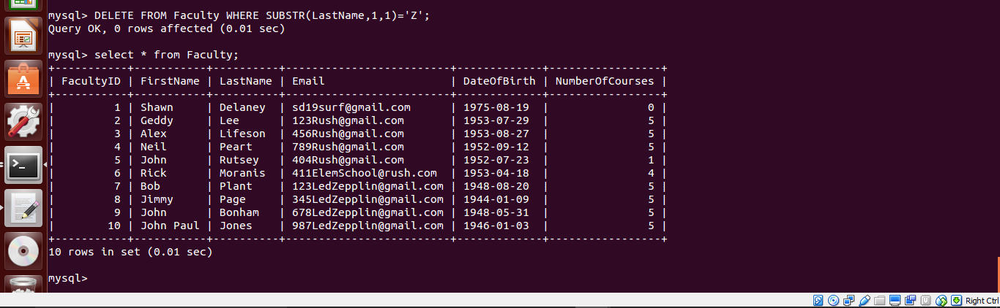 mysql> DELETE FROM Faculty WHERE SUBSTR(LastName,1,1)='Z';
Query OK, 0 rows affected (0.01 sec)
mysql> select * from Faculty;
+-----------+-----------+----------+-------------------------+-------------+-----------------+
| FacultyID | FirstName | LastName | Email                   | DateOfBirth | NumberOfCourses |
+-----------+-----------+----------+-------------------------+-------------+-----------------+
|         1 | Shawn     | Delaney  | sd19surf@gmail.com      | 1975-08-19  |               0 |
|         2 | Geddy     | Lee      | 123Rush@gmail.com       | 1953-07-29  |               5 |
|         3 | Alex      | Lifeson  | 456Rush@gmail.com       | 1953-08-27  |               5 |
|         4 | Neil      | Peart    | 789Rush@gmail.com       | 1952-09-12  |               5 |
|         5 | John      | Rutsey   | 404Rush@gmail.com       | 1952-07-23  |               1 |
|         6 | Rick      | Moranis  | 411ElemSchool@rush.com  | 1953-04-18  |               4 |
|         7 | Bob       | Plant    | 123LedZepplin@gmail.com | 1948-08-20  |               5 |
|         8 | Jimmy     | Page     | 345LedZepplin@gmail.com | 1944-01-09  |               5 |
|         9 | John      | Bonham   | 678LedZepplin@gmail.com | 1948-05-31  |               5 |
|        10 | John Paul | Jones    | 987LedZepplin@gmail.com | 1946-01-03  |               5 |
+-----------+-----------+----------+-------------------------+-------------+-----------------+
10 rows in set (0.01 sec)
mysql>
Right Ctrl